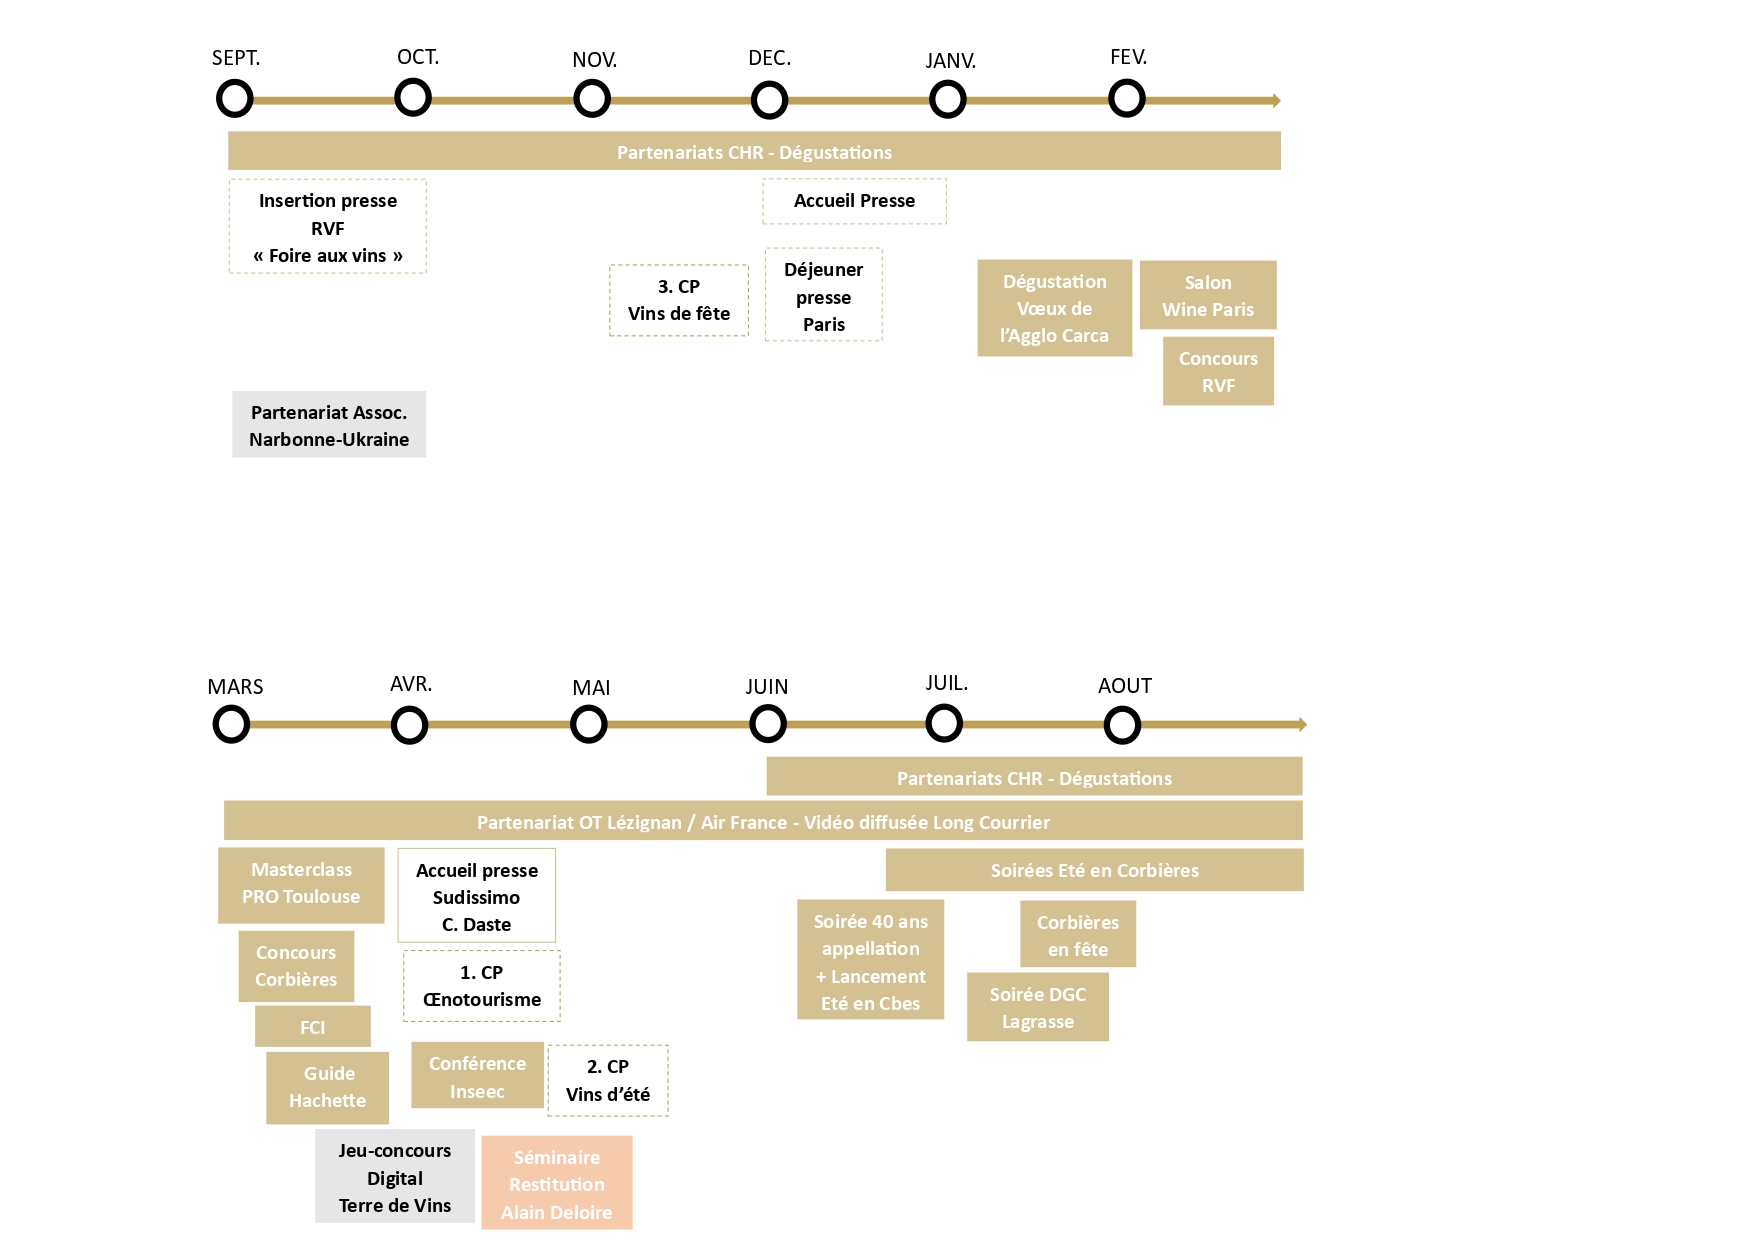 SEPT.
OCT.
NOV.
DEC.
JANV.
FEV.
Partenariats CHR - Dégustations
Insertion presse
RVF
« Foire aux vins »
Accueil Presse
3. CP
Vins de fête
Déjeuner
presse
Paris
Dégustation
Vœux de
l’Agglo Carca
Salon
Wine Paris
Concours
RVF
Partenariat Assoc.
Narbonne-Ukraine
MARS
AVR.
MAI
JUIN
JUIL.
AOUT
Partenariats CHR - Dégustations
Partenariat OT Lézignan / Air France - Vidéo diffusée Long Courrier
Masterclass
PRO Toulouse
Accueil presse
Sudissimo
C. Daste
Soirées Eté en Corbières
Concours
Corbières
1. CP
Œnotourisme
Soirée 40 ans
appellation
+ Lancement
Eté en Cbes
Corbières
en fête
Soirée DGC
Lagrasse
FCI
Guide
Hachette
Conférence
Inseec
2. CP
Vins d’été
Jeu-concours
Digital
Terre de Vins
Séminaire
Restitution
Alain Deloire